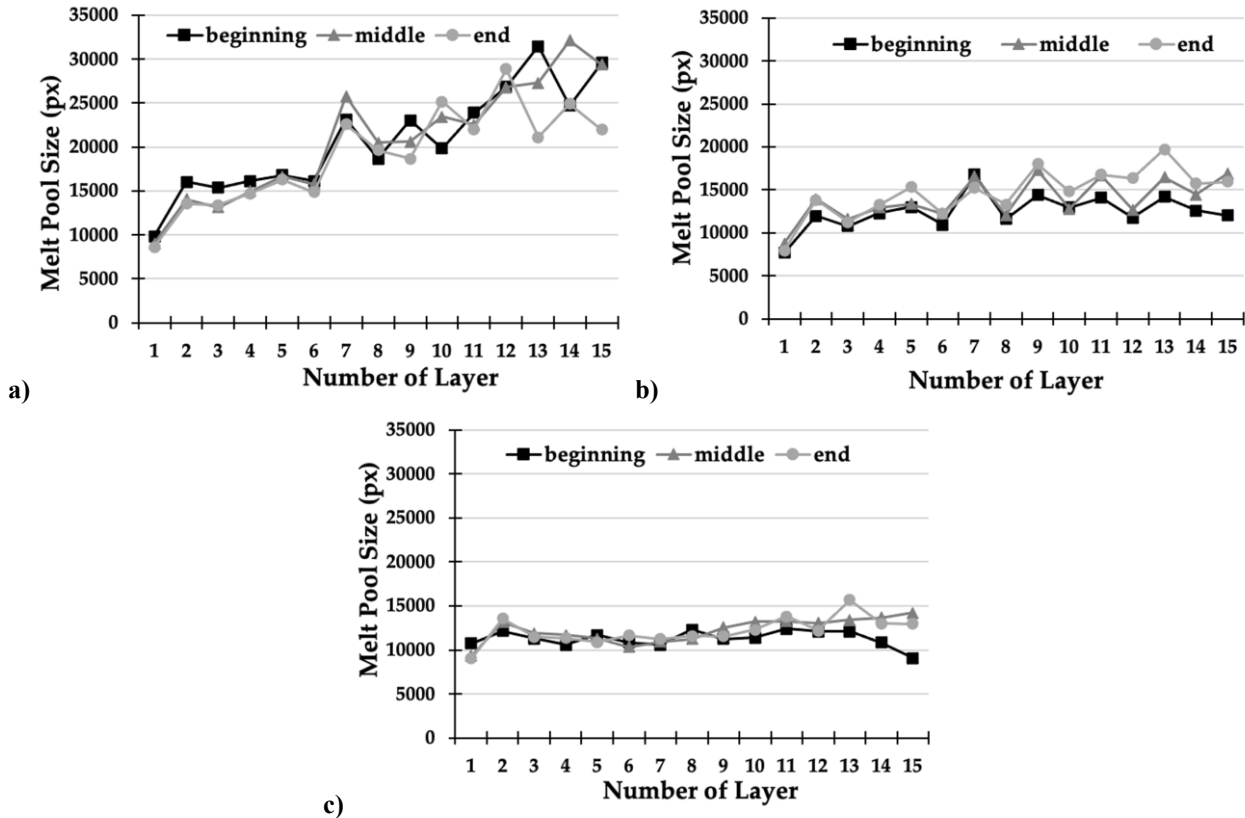 35000
30000
25000
20000
15000
10000
5000
0
Melt Pool Size (px)
beginning middle end
1 2 3 4 5 6 7 8 9 10 11 12 13 14 15
Number of Layer
a)
35000
30000
25000
20000
15000
10000
5000
0
Melt Pool Size (px)
beginning middle end
1 2 3 4 5 6 7 8 9 10 11 12 13 14 15
Number of Layer
b)
35000
30000
25000
20000
15000
10000
5000
0
Melt Pool Size (px)
beginning middle end
1 2 3 4 5 6 7 8 9 10 11 12 13 14 15
Number of Layer
c)